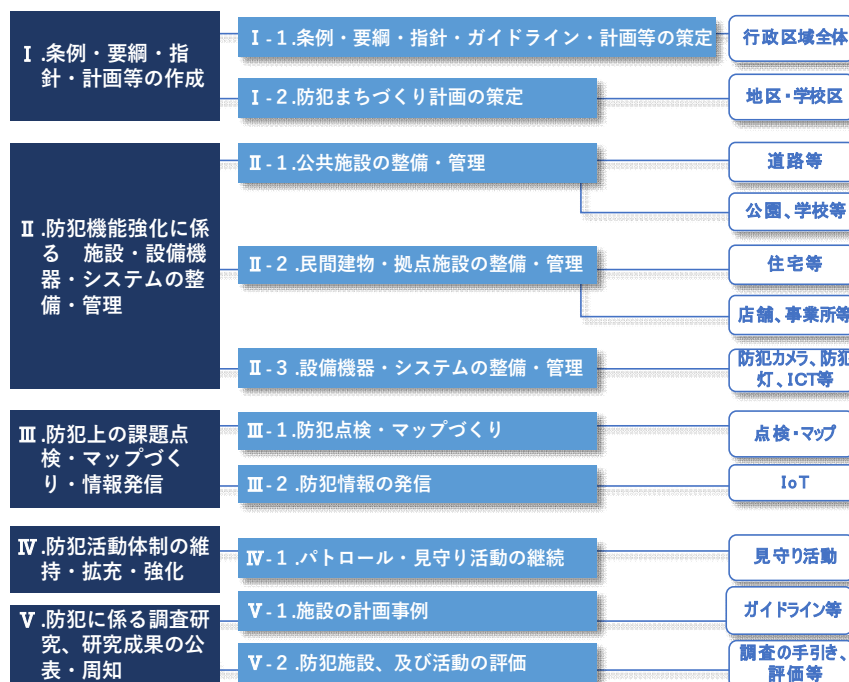 Ⅰ.条例・要綱・指
針・計画等の作成
Ⅰ-1.条例・要綱・指針・ガイドライン・計画等の策定
行政区域全体
Ⅰ-2.防犯まちづくり計画の策定
地区・学校区
Ⅱ.防犯機能強化に係
る　施設・設備機
器・システムの整
備・管理
Ⅱ-1.公共施設の整備・管理
道路等
公園、学校等
Ⅱ-2.民間建物・拠点施設の整備・管理
住宅等
店舗、事業所等
Ⅱ-3.設備機器・システムの整備・管理
防犯カメラ、防犯
灯、ICT等
Ⅲ.防犯上の課題点
検・マップづく
り・情報発信
Ⅲ-1.防犯点検・マップづくり
点検・マップ
Ⅲ-2.防犯情報の発信
IoT
Ⅳ.防犯活動体制の維
持・拡充・強化
Ⅳ-1.パトロール・見守り活動の継続
見守り活動
Ⅴ.防犯に係る調査研
究、研究成果の公
表・周知
Ⅴ-1.施設の計画事例
ガイドライン等
Ⅴ-2.防犯施設、及び活動の評価
調査の手引き、
評価等